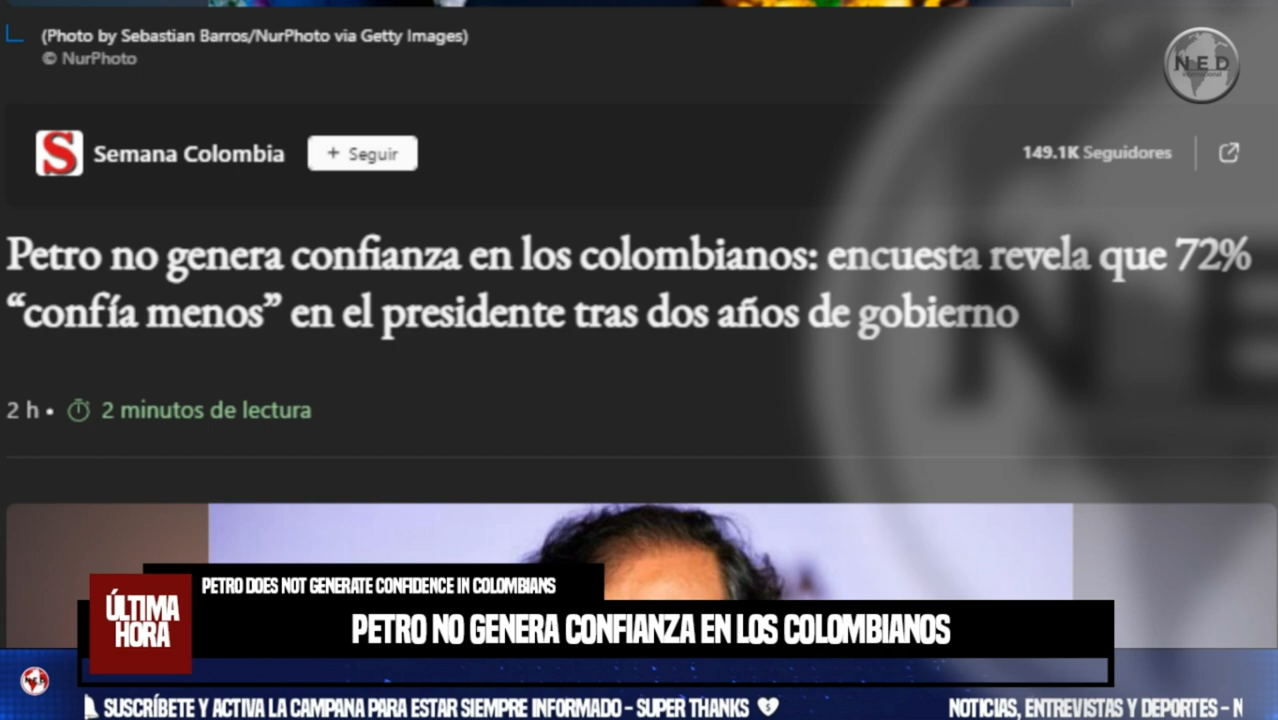 (Photo by Sebastian Barros/NurPhoto via Getty Images)
© NurPhoto
NED
S Semana Colombia + Seguir 149.1K Seguidores
Petro no genera confianza en los colombianos: encuesta revela que 72%
“confía menos” en el presidente tras dos años de gobierno
2 h • 2 minutos de lectura
PETRO DOES NOT GENERATE CONFIDENCE IN COLOMBIANS
ÚLTIMA
HORA
PETRO NO GENERA CONFIANZA EN LOS COLOMBIANOS
SUSCRÍBETE Y ACTIVA LA CAMPANA PARA ESTAR SIEMPRE INFORMADO - SUPER THANKS
NOTICIAS, ENTREVISTAS Y DEPORTES - N